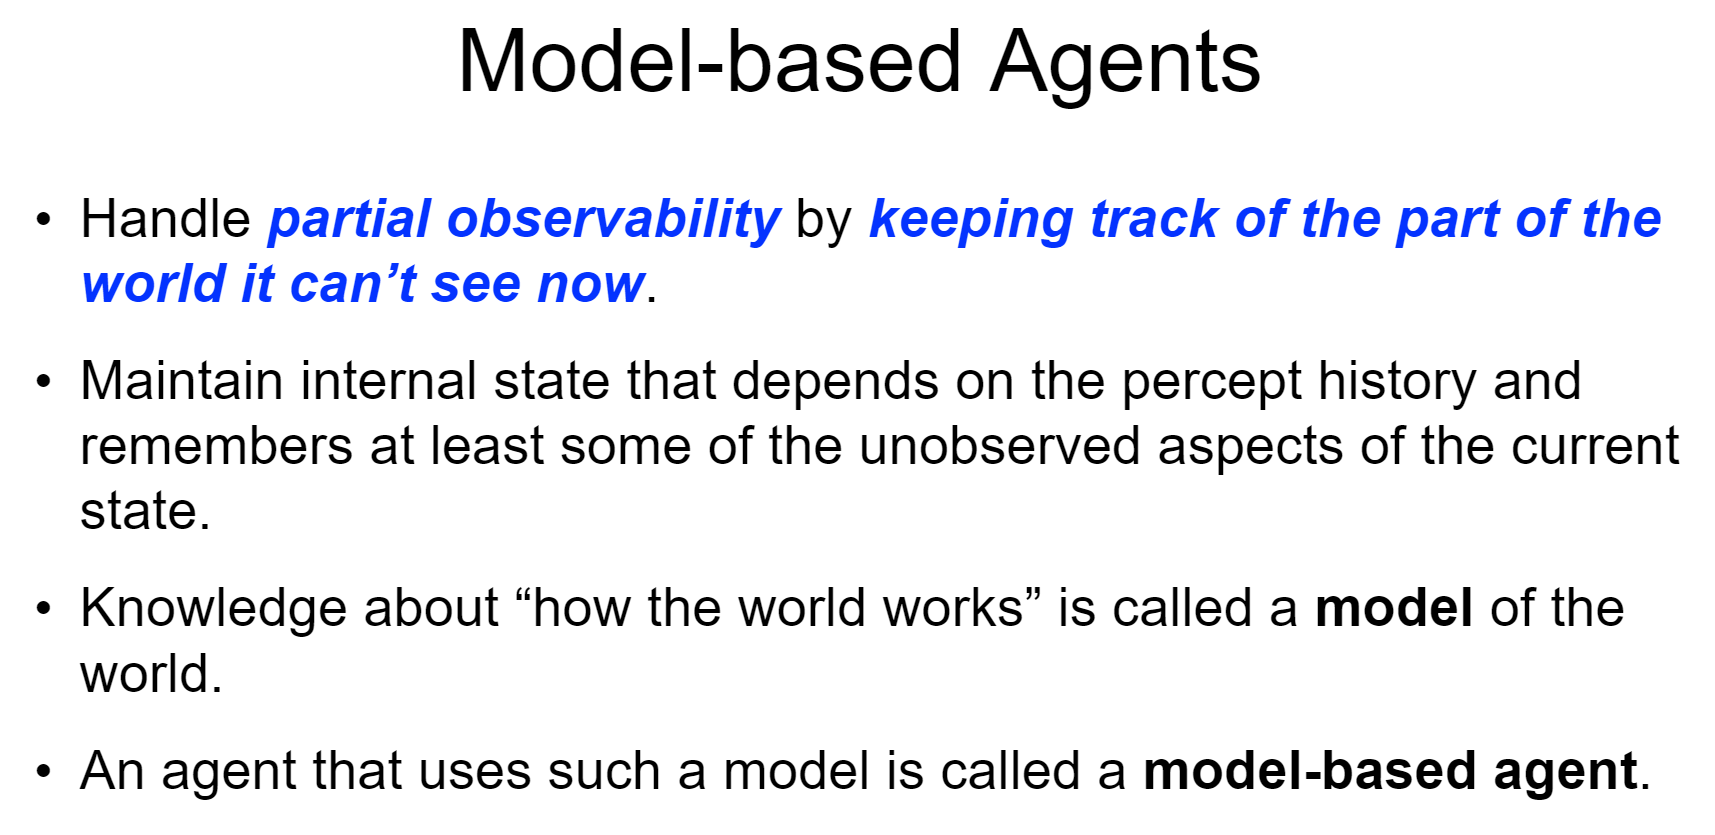 Model-based Agents
• Handle partial observability by keeping track of the part of the
world it can’t see now.
• Maintain internal state that depends on the percept history and
remembers at least some of the unobserved aspects of the current
state.
• Knowledge about “how the world works” is called a model of the
world.
• An agent that uses such a model is called a model-based agent.